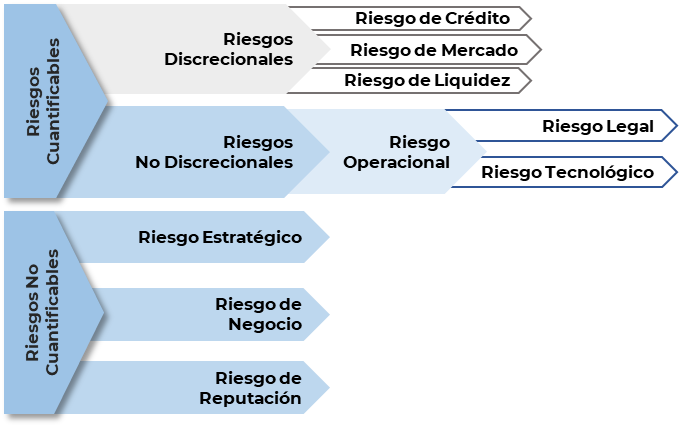 Riesgos
Cuantificables
Riesgos
Discrecionales
Riesgo de Crédito
Riesgo de Mercado
Riesgo de Liquidez
Riesgos
No Discrecionales
Riesgo
Operacional
Riesgo Legal
Riesgo Tecnológico
Riesgos No
Cuantificables
Riesgo Estratégico
Riesgo de
Negocio
Riesgo de
Reputación